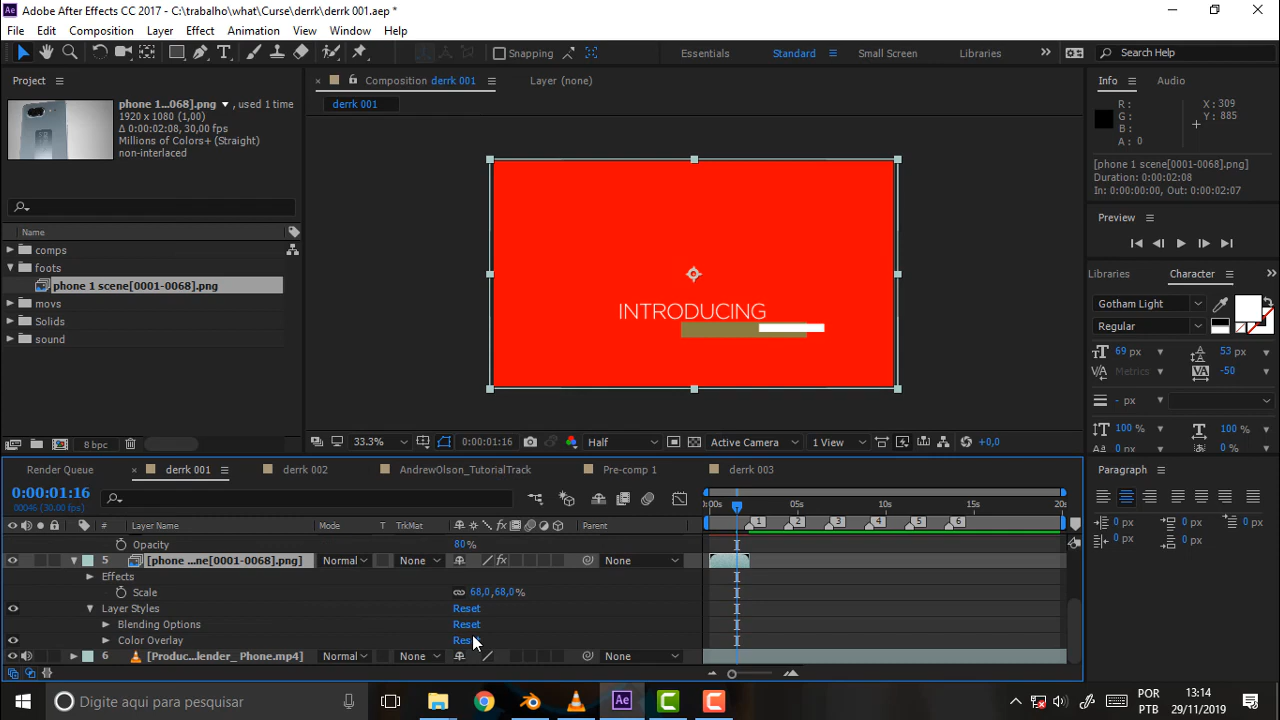 Ae Adobe After Effects CC 2017 - C:\trabalho\what\Curse\derrk\derrk 001.aep *
File Edit Composition Layer Effect Animation View Window Help
T Snapping Essentials Standard Small Screen Libraries Search Help
Project
Composition derrk 001
Layer (none)
derrk 001
phone 1...068].png , used 1 time
1920 x 1080 (1,00)
Δ 0:00:02:08, 30,00 fps
Millions of Colors+ (Straight)
non-interlaced
Name
comps
foots
phone 1 scene[0001-0068].png
movs
Solids
sound
8 bpc
INTRODUCING
33.3% 0:00:01:16 Half Active Camera 1 View +0,0
Info Audio
R :
G :
B :
A : 0
X : 309
Y : 885
[phone 1 scene[0001-0068].png]
Duration: 0:00:02:08
In: 0:00:00:00, Out: 0:00:02:07
Preview
Libraries Character
Gotham Light
Regular
69 px 53 px
Metrics -50
- px
100 % 100 %
0 %
Paragraph
0 px 0 px
0 px
0 px 0 px
Render Queue derrk 001 derrk 002 AndrewOlson_TutorialTrack Pre-comp 1 derrk 003
0:00:01:16
00046 (30.00 fps)
:00s 05s 10s 15s 20s
1 2 3 4 5 6
# Layer Name Mode T TrkMat Parent
Opacity 80 %
5 [phone ...ne[0001-0068].png] Normal None None
Effects
Scale 68,0,68,0%
Layer Styles Reset
Blending Options Reset
Color Overlay Reset
6 [Produc...lender_ Phone.mp4] Normal None None
Digite aqui para pesquisar
Ae
POR
PTB
13:14
29/11/2019